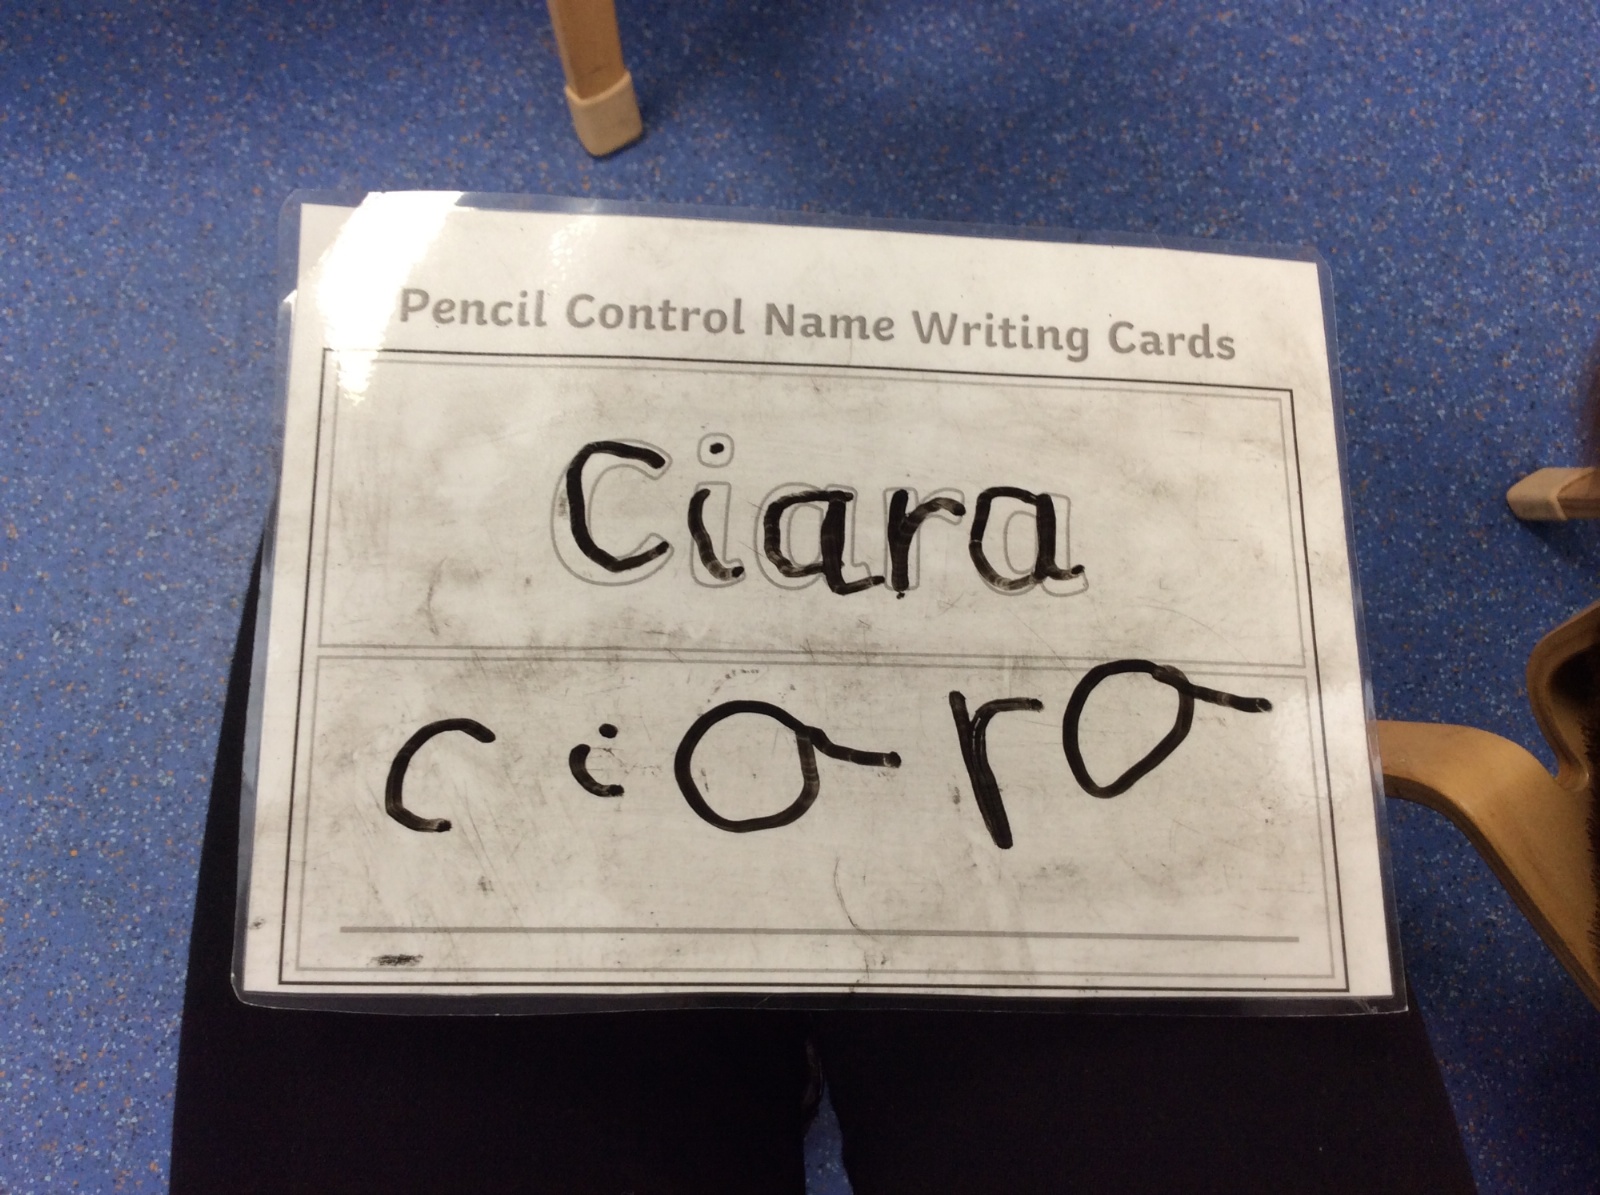 Pencil Control Name Writing Cards
Ciara
ciara